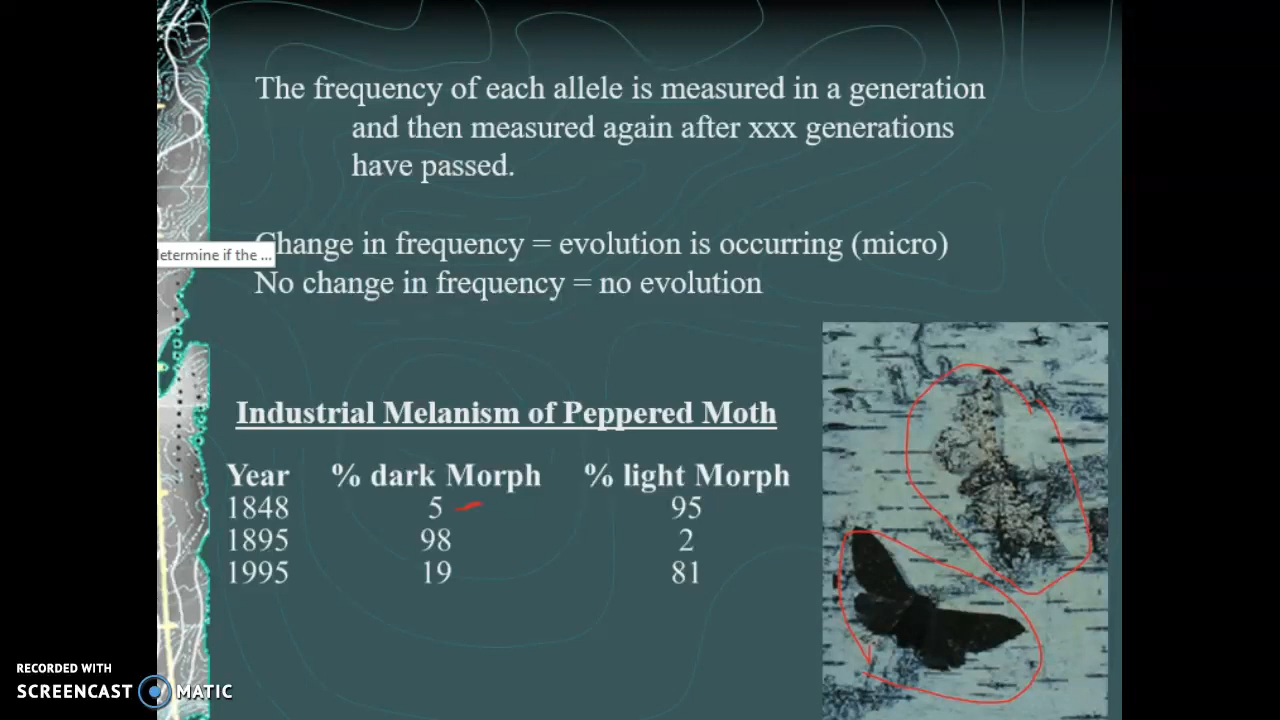 The frequency of each allele is measured in a generation
and then measured again after xxx generations
have passed.
Change in frequency = evolution is occurring (micro)
etermine if the ...
No change in frequency = no evolution
Industrial Melanism of Peppered Moth
Year % dark Morph % light Morph
1848 5 95
1895 98 2
1995 19 81
RECORDED WITH
SCREENCAST MATIC